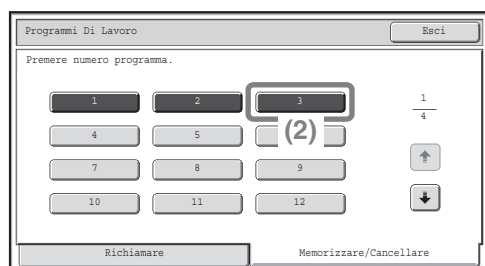 Programmi Di Lavoro Esci
Premere numero programma.
1 2 3 1
4
4 5 (2)
7 8 9
10 11 12
Richiamare Memorizzare/Cancellare